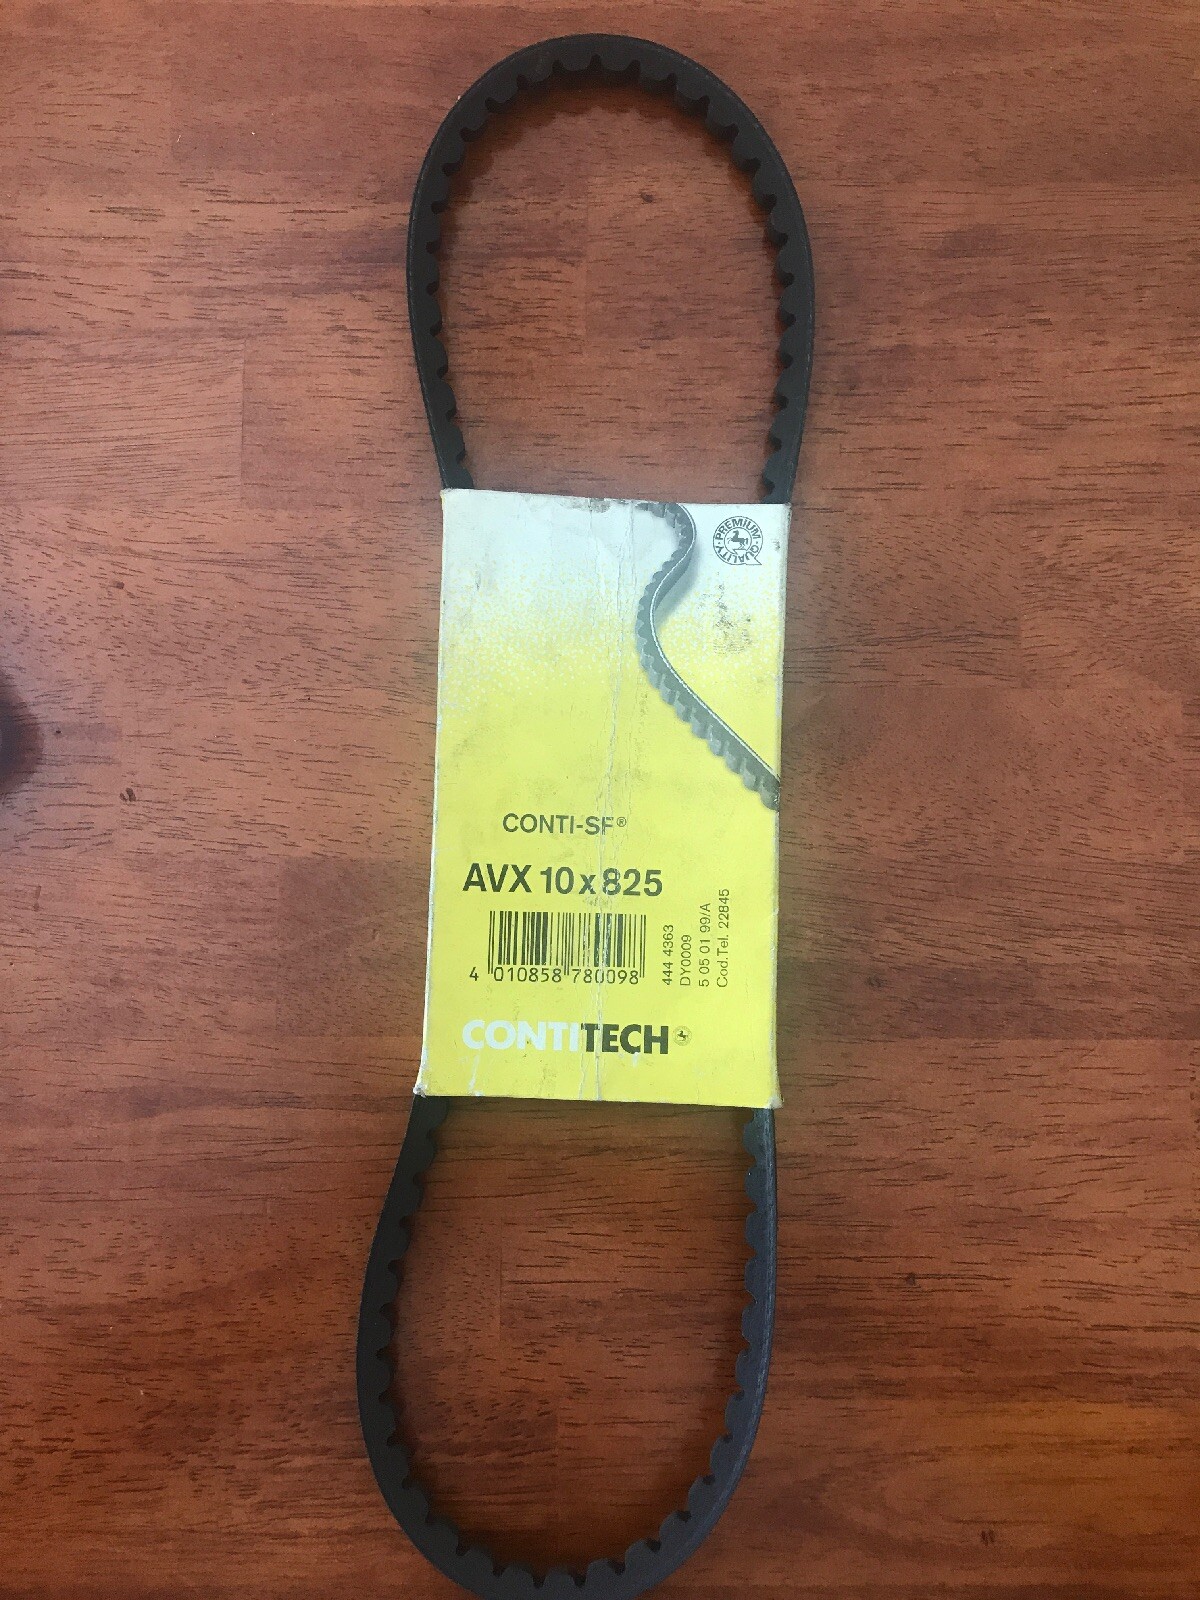 PREMIUM · QUALITY ·
CONTI-SF®
AVX 10 x 825
4 010858 780098
444 4363
DY0009
5 05 01 99/A
Cod.Tel. 22845
CONTITECH